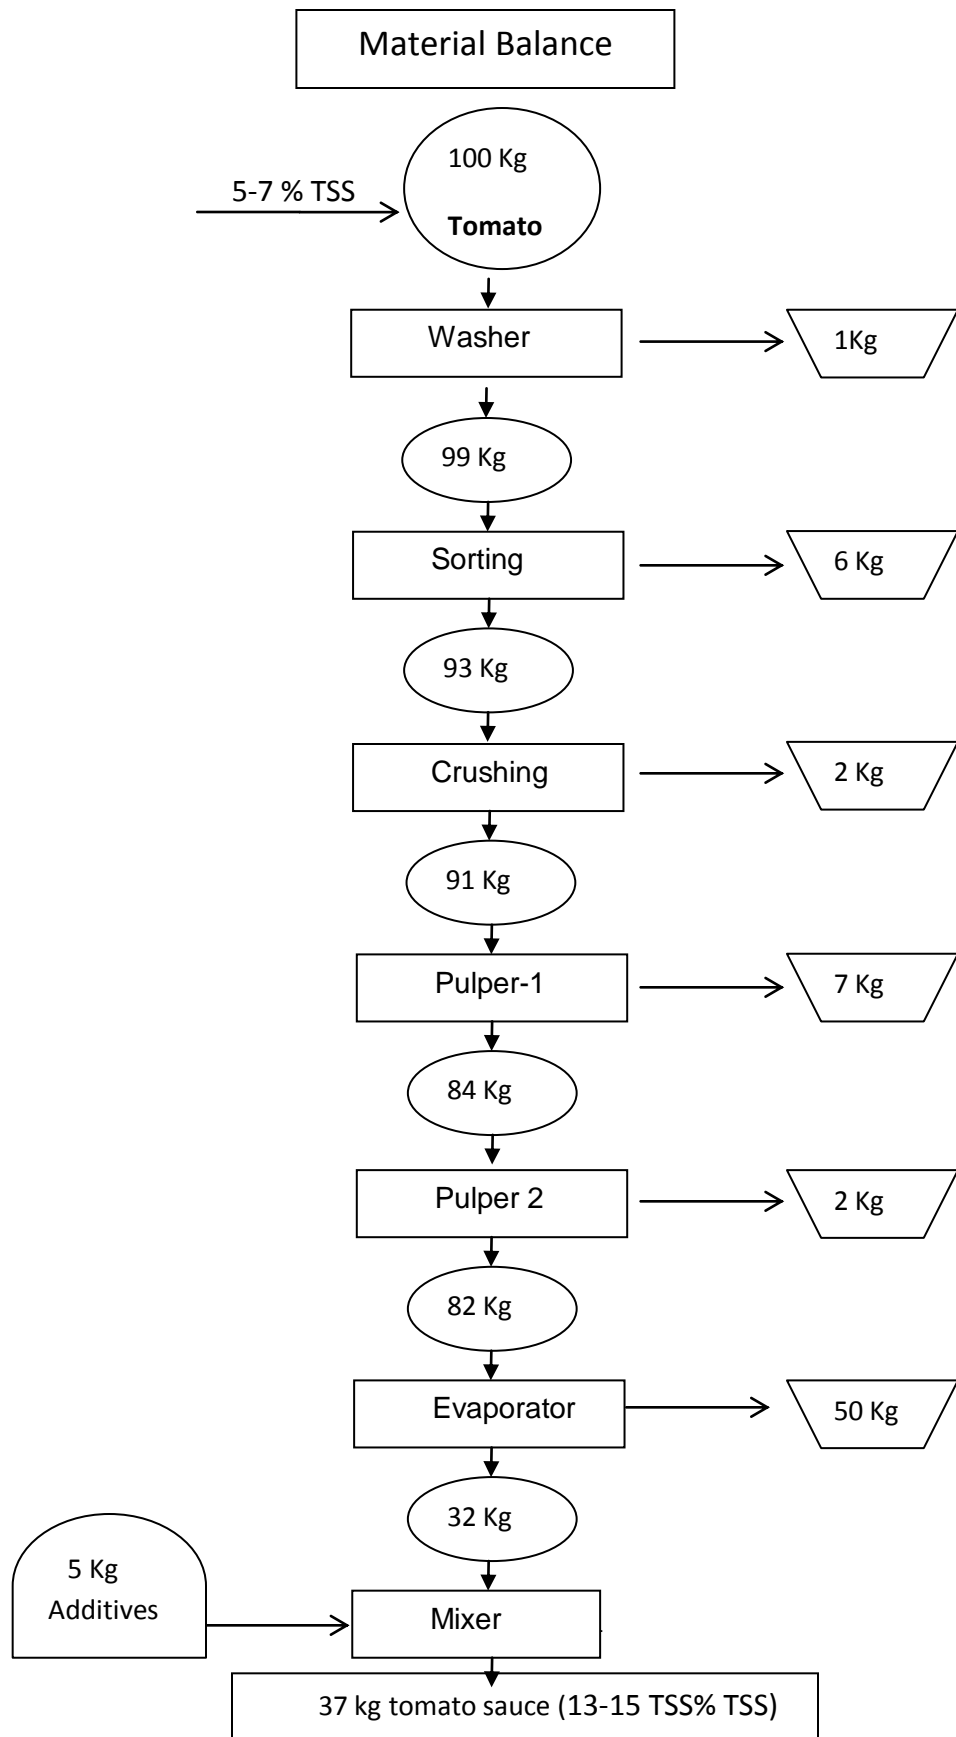 Material Balance
100 Kg
5-7 % TSS
Tomato
Washer
1Kg
99 Kg
Sorting
6 Kg
93 Kg
Crushing
2 Kg
91 Kg
Pulper-1
7 Kg
84 Kg
Pulper 2
2 Kg
82 Kg
Evaporator
50 Kg
32 Kg
5 Kg
Additives
Mixer
37 kg tomato sauce (13-15 TSS% TSS)